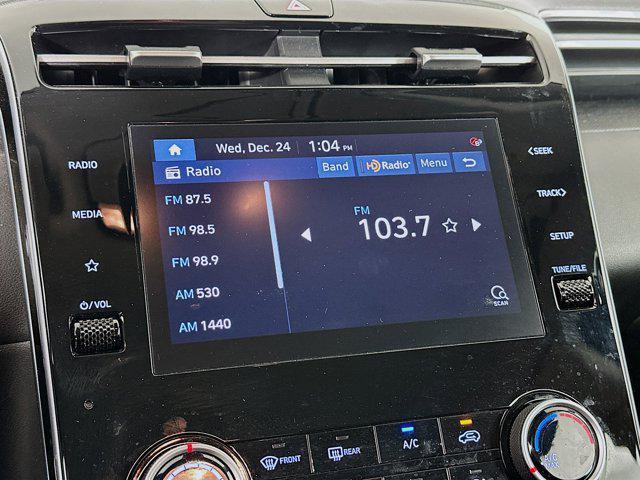 Wed, Dec. 24 1:04 PM
Radio Band HD Radio Menu
FM 87.5
FM 98.5
FM 98.9
AM 530
AM 1440
FM
103.7
SCAN
RADIO
MEDIA
VOL
SEEK
TRACK
SETUP
TUNE/FILE
FRONT
REAR
A/C
A/C
MAX